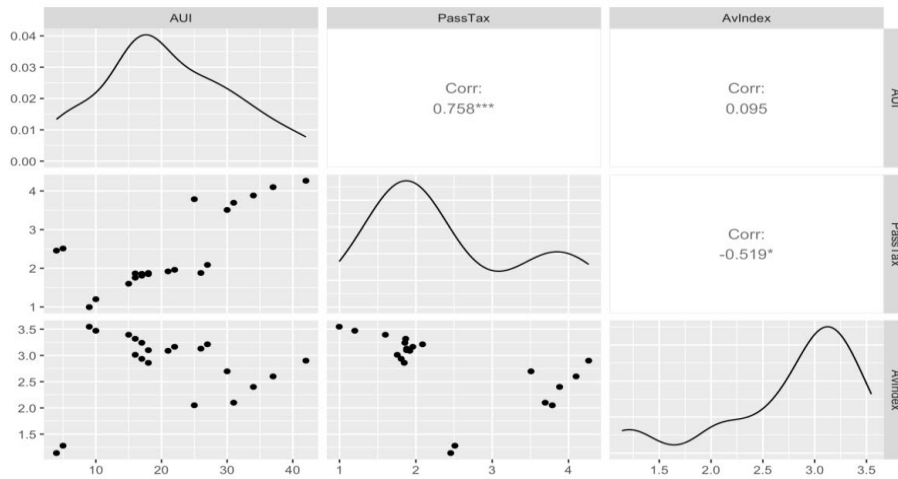 AUI PassTax AvIndex
0.04
0.03
0.02
0.01
0.00
Corr:
0.758***
Corr:
0.095
AUI
4
3
2
1
Corr:
-0.519*
PassTax
3.5
3.0
2.5
2.0
1.5
AvIndex
10 20 30 40
1 2 3 4
1.5 2.0 2.5 3.0 3.5